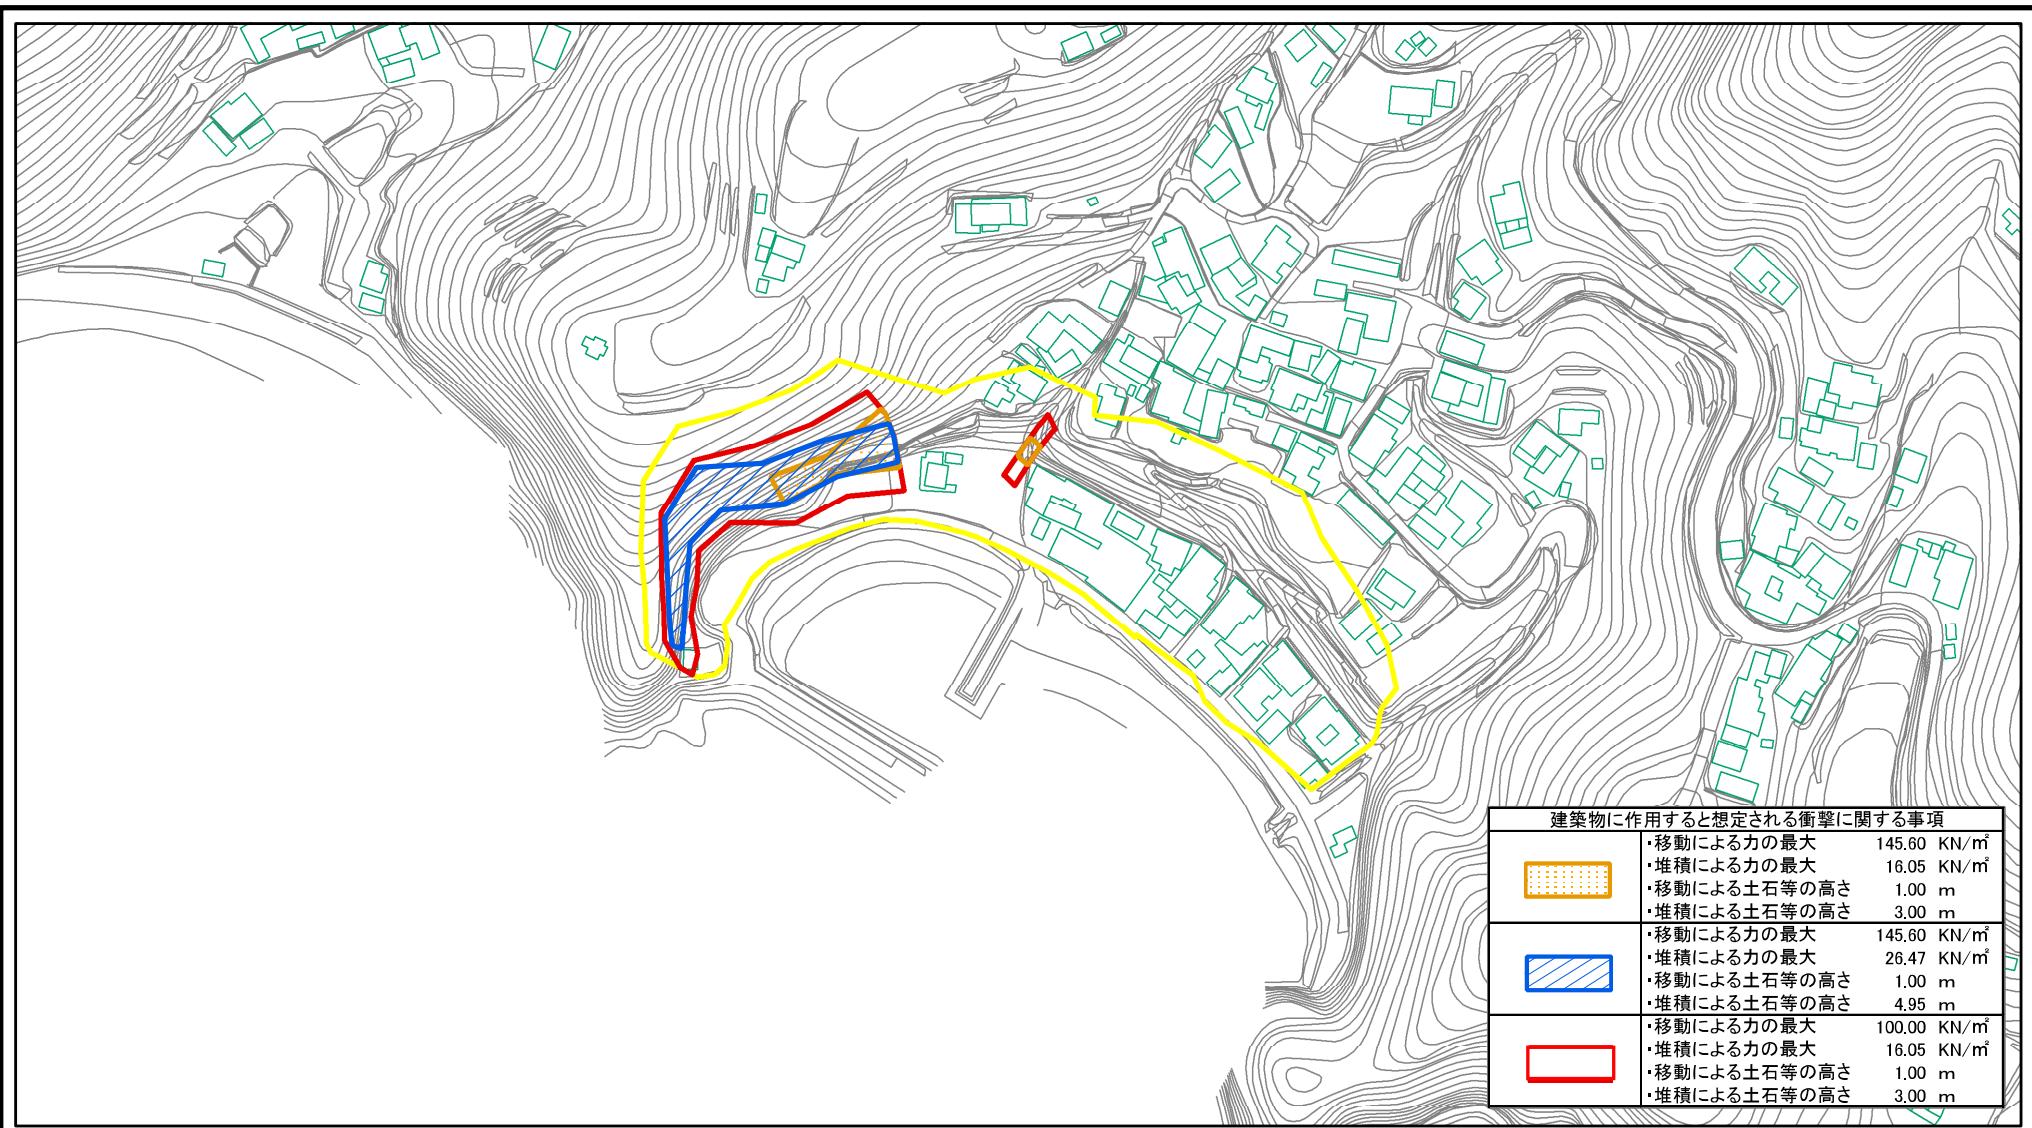 建築物に作用すると想定される衝撃に関する事項
・移動による力の最大 145.60 KN/㎡
・堆積による力の最大 16.05 KN/㎡
・移動による土石等の高さ 1.00 m
・堆積による土石等の高さ 3.00 m
・移動による力の最大 145.60 KN/㎡
・堆積による力の最大 26.47 KN/㎡
・移動による土石等の高さ 1.00 m
・堆積による土石等の高さ 4.95 m
・移動による力の最大 100.00 KN/㎡
・堆積による力の最大 16.05 KN/㎡
・移動による土石等の高さ 1.00 m
・堆積による土石等の高さ 3.00 m